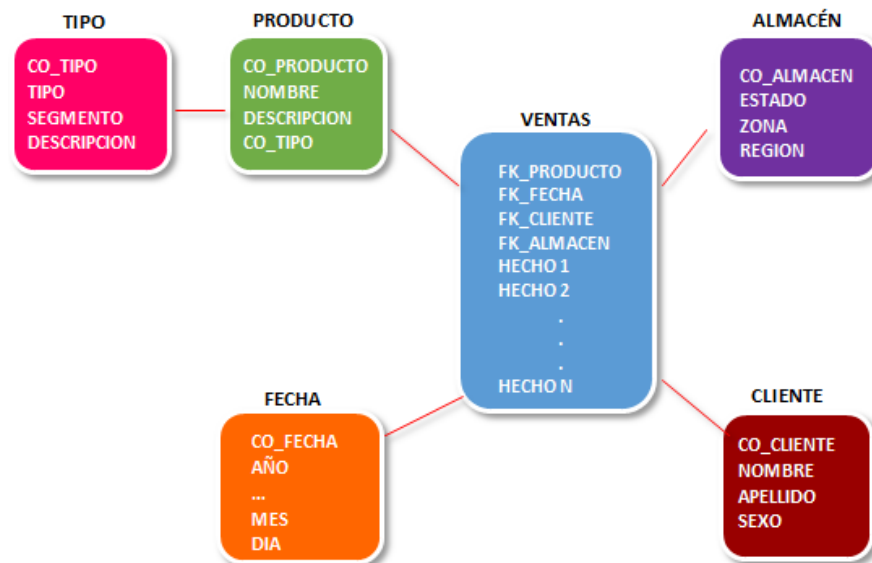 TIPO
CO_TIPO
TIPO
SEGMENTO
DESCRIPCION
PRODUCTO
CO_PRODUCTO
NOMBRE
DESCRIPCION
CO_TIPO
VENTAS
FK_PRODUCTO
FK_FECHA
FK_CLIENTE
FK_ALMACEN
HECHO 1
HECHO 2
.
.
.
HECHO N
ALMACÉN
CO_ALMACEN
ESTADO
ZONA
REGION
FECHA
CO_FECHA
AÑO
...
MES
DIA
CLIENTE
CO_CLIENTE
NOMBRE
APELLIDO
SEXO